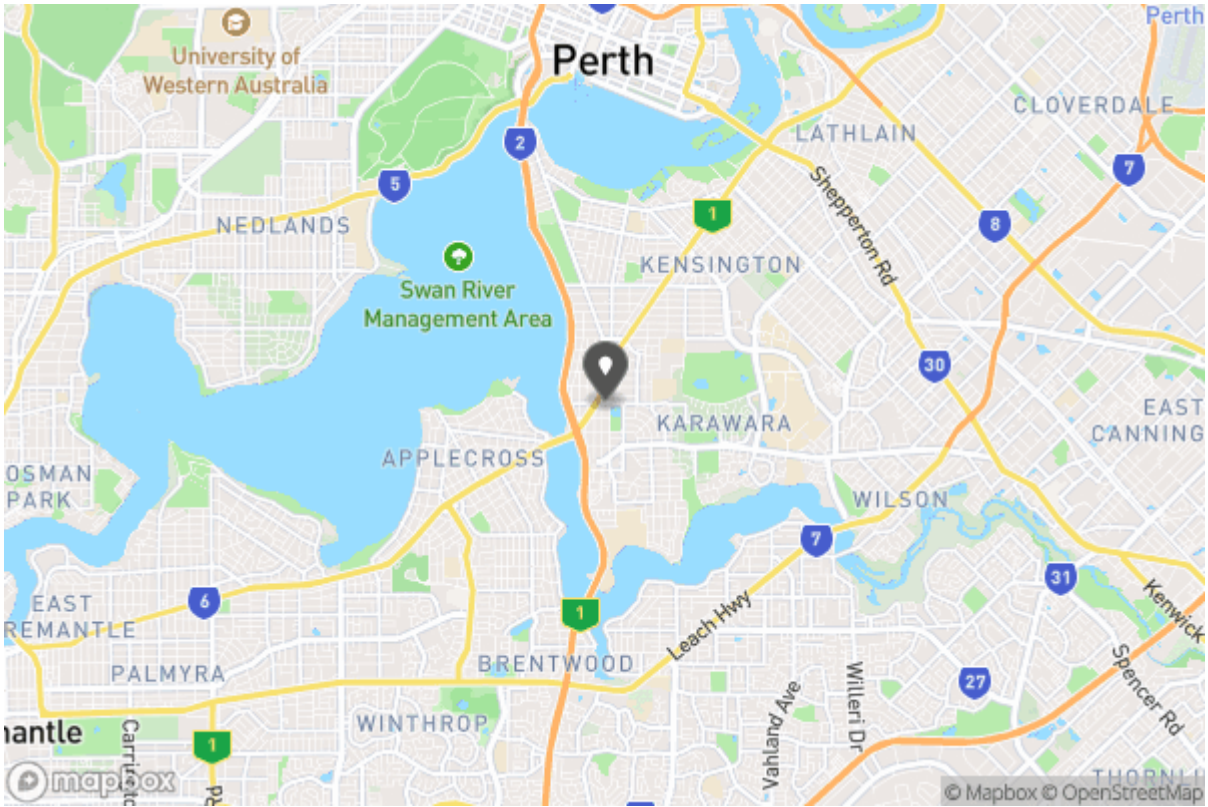 Perth
University of
Western Australia
Perth
CLOVERDALE
LATHLAIN
2
7
5
Shepperton Rd
NEDLANDS
1
8
KENSINGTON
Swan River
Management Area
30
KARAWARA
EAST
CANNING
APPLECROSS
OSMAN
PARK
WILSON
7
31
6
EAST
REMANTLE
1
Leach Hwy
Kenwick
BRENTWOOD
PALMYRA
Willeri Dr
27
Spencer Rd
Vahland Ave
WINTHROP
mantle
1
THORNLI
mapbox
© Mapbox © OpenStreetMap